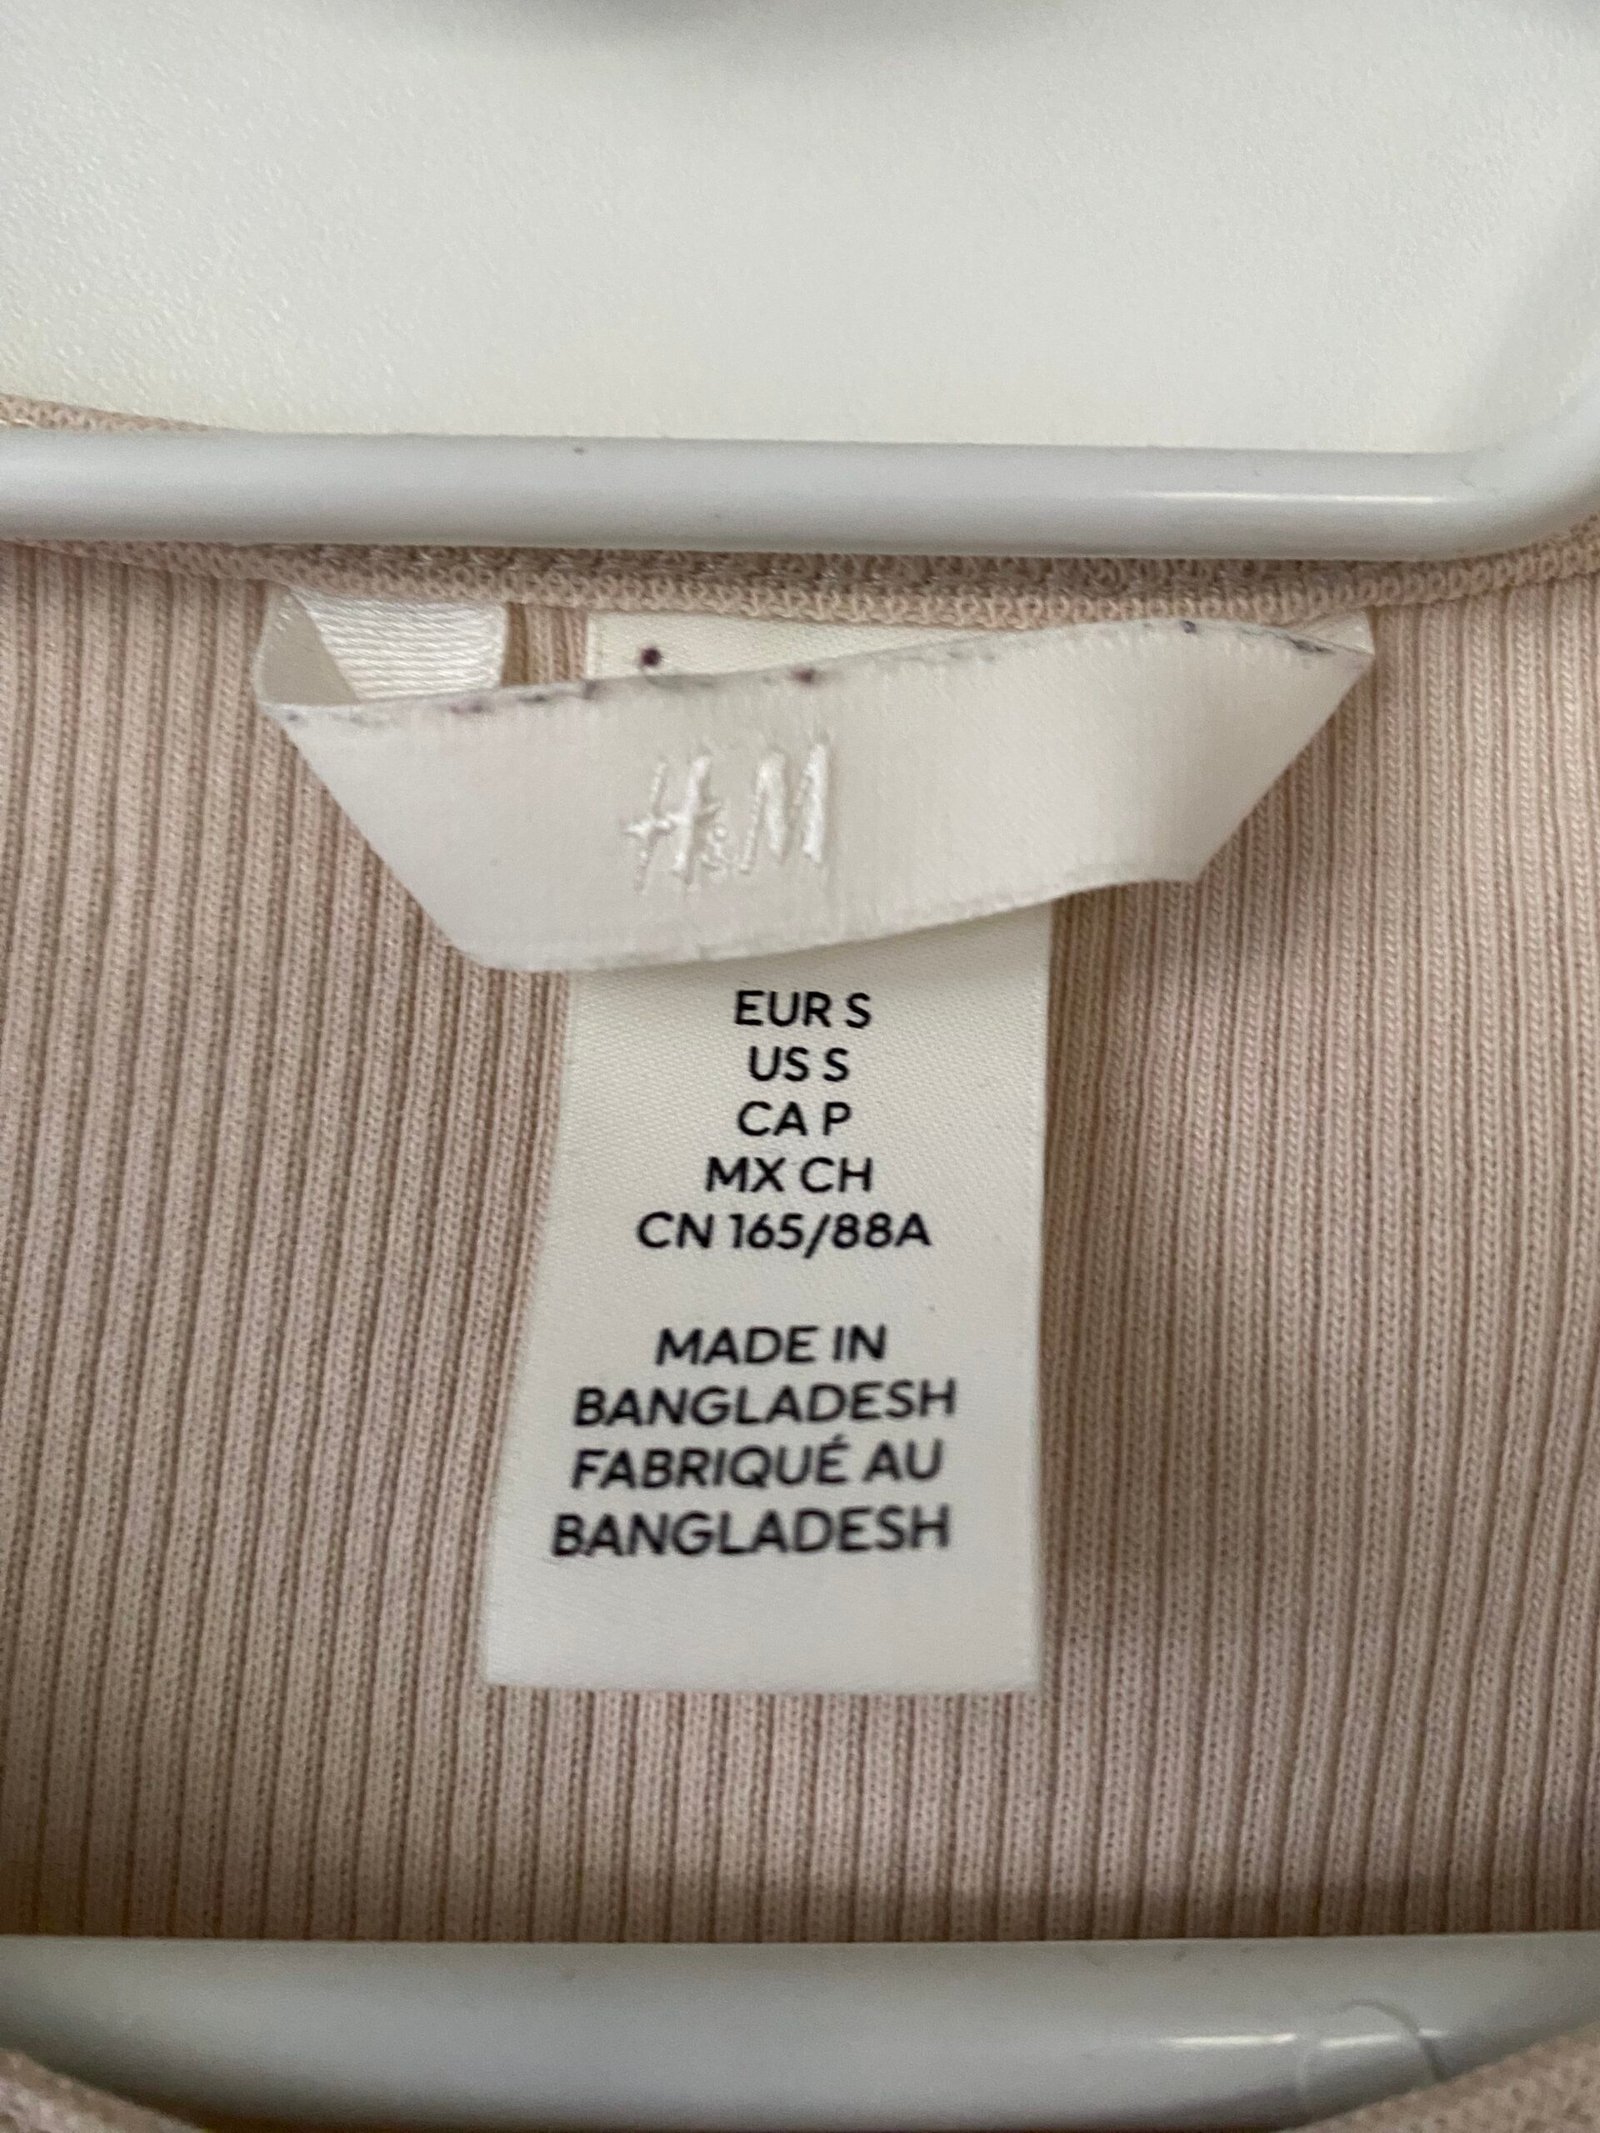 H&M
EUR S
US S
CA P
MX CH
CN 165/88A
MADE IN
BANGLADESH
FABRIQUÉ AU
BANGLADESH